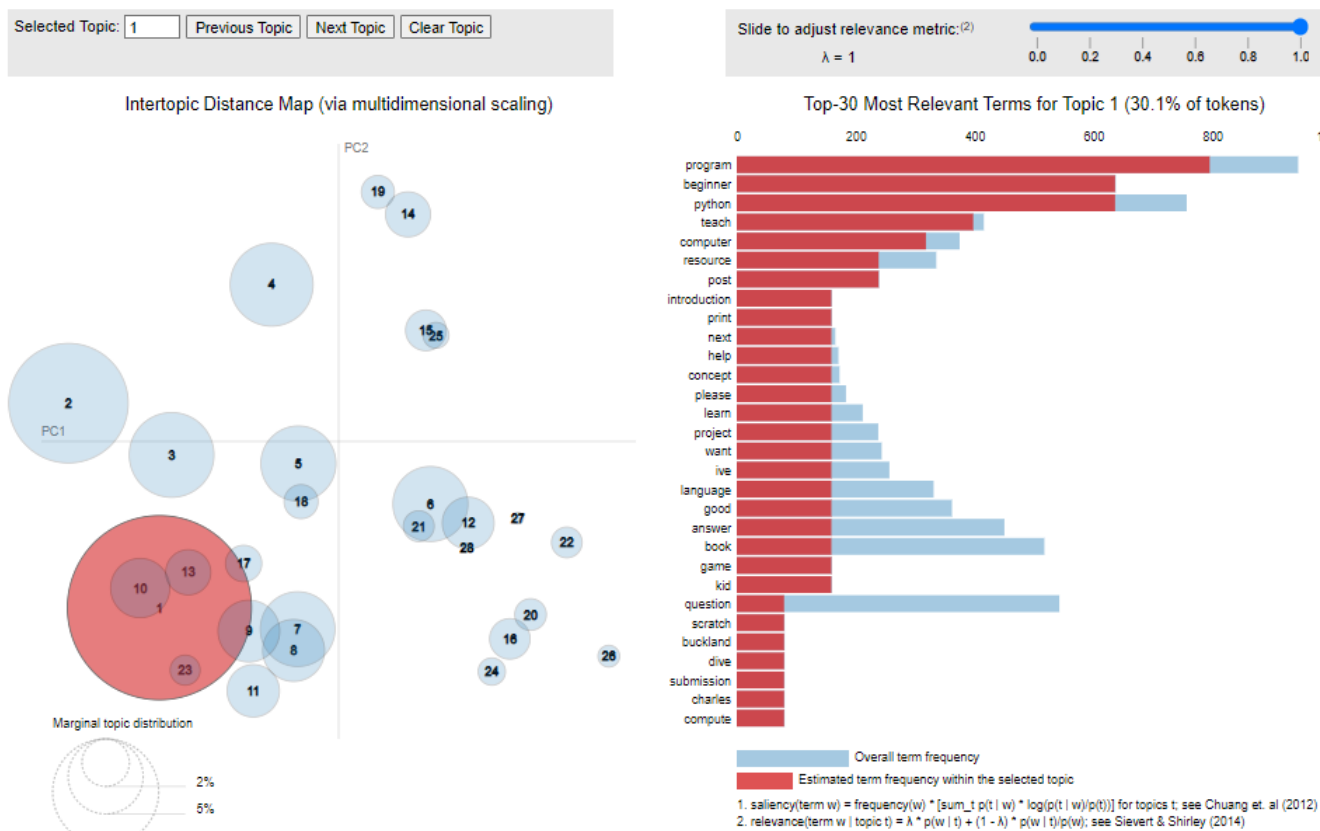 Selected Topic: 1 Previous Topic Next Topic Clear Topic
Slide to adjust relevance metric:(2)
λ = 1
0.0 0.2 0.4 0.6 0.8 1.0
Intertopic Distance Map (via multidimensional scaling)
PC2
PC1
19
14
4
15
25
2
3
5
18
6
21
12
27
28
22
17
13
10
1
9
7
8
20
16
26
23
24
11
Marginal topic distribution
2%
5%
Top-30 Most Relevant Terms for Topic 1 (30.1% of tokens)
0 200 400 600 800
program
beginner
python
teach
computer
resource
post
introduction
print
next
help
concept
please
learn
project
want
ive
language
good
answer
book
game
kid
question
scratch
buckland
dive
submission
charles
compute
Overall term frequency
Estimated term frequency within the selected topic
1. saliency(term w) = frequency(w) * [sum_t p(t | w) * log(p(t | w)/p(t))] for topics t; see Chuang et. al (2012)
2. relevance(term w | topic t) = λ * p(w | t) + (1 - λ) * p(w | t)/p(w); see Sievert & Shirley (2014)